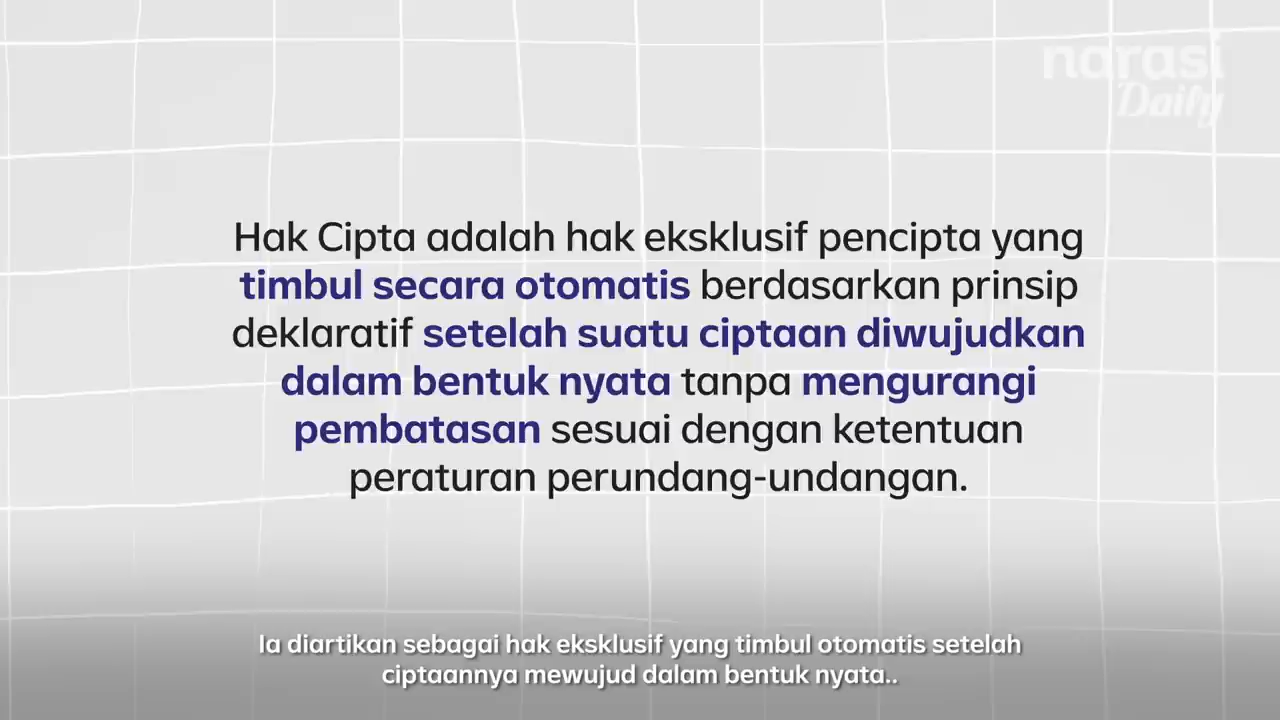 narasi
Daily
Hak Cipta adalah hak eksklusif pencipta yang
timbul secara otomatis berdasarkan prinsip
deklaratif setelah suatu ciptaan diwujudkan
dalam bentuk nyata tanpa mengurangi
pembatasan sesuai dengan ketentuan
peraturan perundang-undangan.
Ia diartikan sebagai hak eksklusif yang timbul otomatis setelah
ciptaannya mewujud dalam bentuk nyata..